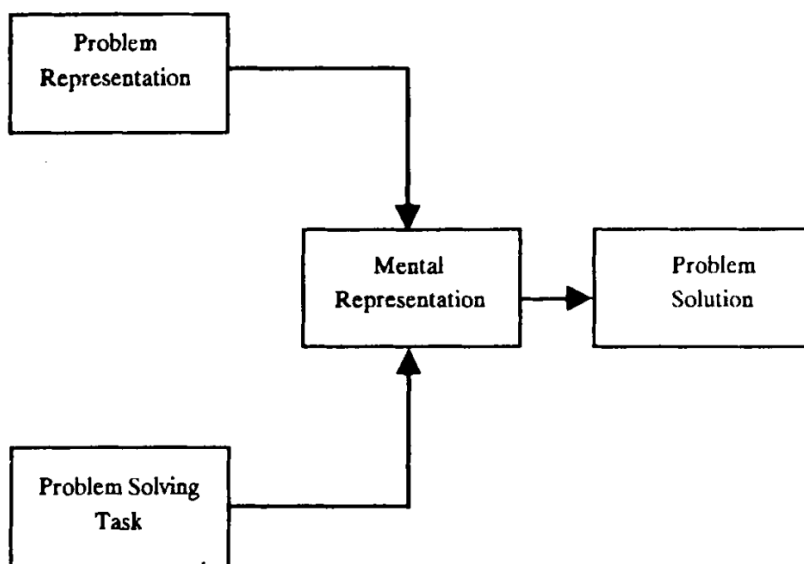 Problem
Representation
Mental
Representation
Problem
Solution
Problem Solving
Task